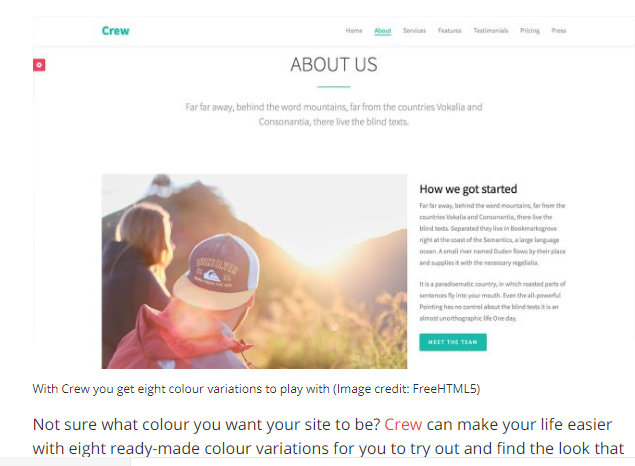 Crew
Home About Services Features Testimonials Pricing Press
ABOUT US
Far far away, behind the word mountains, far from the countries Vokalia and
Consonantia, there live the blind texts.
How we got started
Far far away, behind the word mountains, far from the
countries Vokalia and Consonantia, there live the
blind texts. Separated they live in Bookmarksgrove
right at the coast of the Semantics, a large language
ocean. A small river named Duden flows by their place
and supplies it with the necessary regelialia.
It is a paradisematic country, in which roasted parts of
sentences fly into your mouth. Even the all-powerful
Pointing has no control about the blind texts it is an
almost unorthographic life One day
MEET THE TEAM
QUIKSILVER
With Crew you get eight colour variations to play with (Image credit: FreeHTML5)
Not sure what colour you want your site to be? Crew can make your life easier
with eight ready-made colour variations for you to try out and find the look that